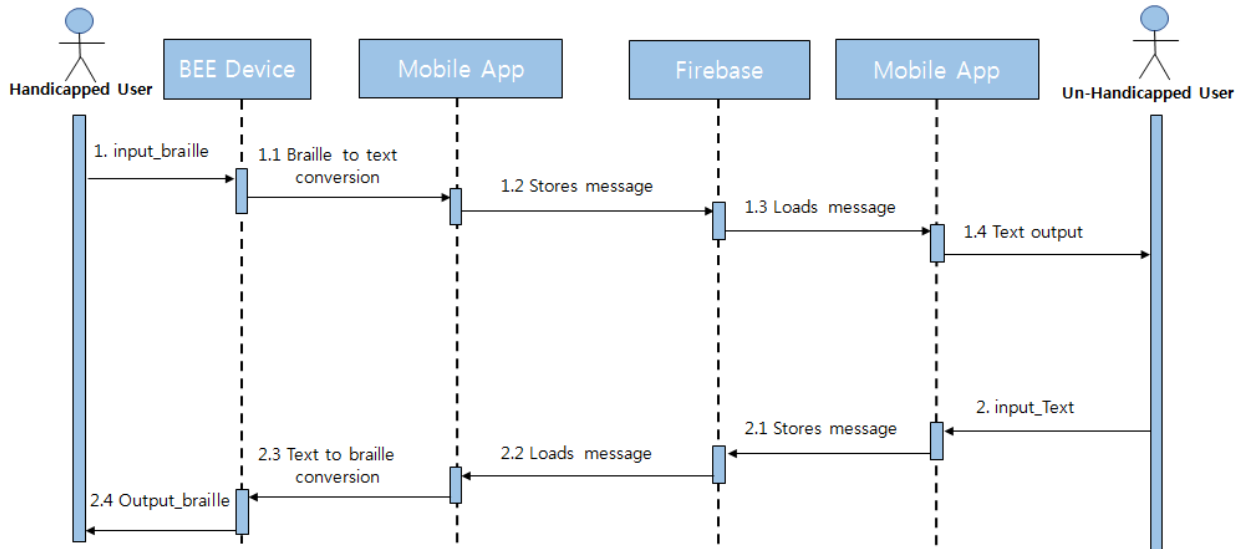 BEE Device
Mobile App
Firebase
Mobile App
Handicapped User
Un-Handicapped User
1. input_braille
1.1 Braille to text
conversion
1.2 Stores message
1.3 Loads message
1.4 Text output
2. input_Text
2.1 Stores message
2.2 Loads message
2.3 Text to braille
conversion
2.4 Output_braille